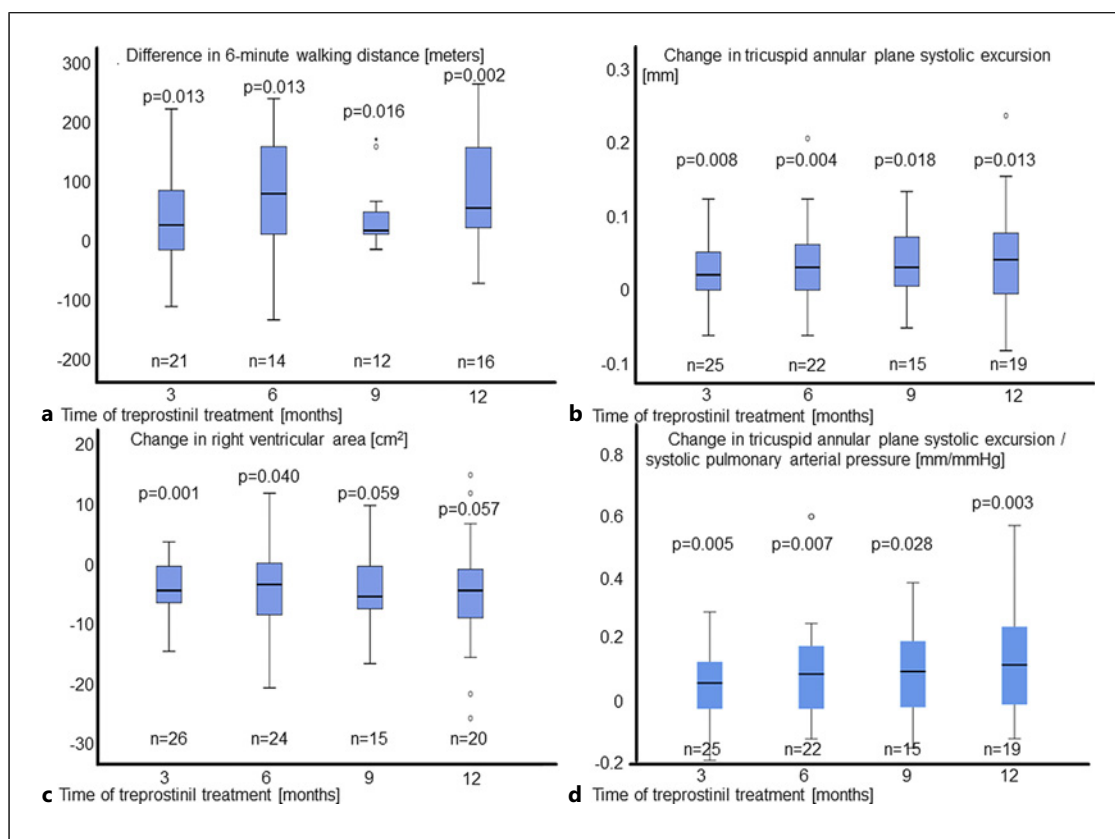 Difference in 6-minute walking distance [meters]
300
200
100
0
-100
-200
p=0.013
p=0.013
p=0.016
p=0.002
n=21
n=14
n=12
n=16
3
6
9
12
a Time of treprostinil treatment [months]
Change in tricuspid annular plane systolic excursion
[mm]
0.3
0.2
0.1
0
-0.1
p=0.008
p=0.004
p=0.018
p=0.013
n=25
n=22
n=15
n=19
3
6
9
12
b Time of treprostinil treatment [months]
Change in right ventricular area [cm²]
20
10
0
-10
-20
-30
p=0.001
p=0.040
p=0.059
p=0.057
n=26
n=24
n=15
n=20
3
6
9
12
c Time of treprostinil treatment [months]
Change in tricuspid annular plane systolic excursion /
systolic pulmonary arterial pressure [mm/mmHg]
0.8
0.6
0.4
0.2
0
-0.2
p=0.005
p=0.007
p=0.028
p=0.003
n=25
n=22
n=15
n=19
3
6
9
12
d Time of treprostinil treatment [months]